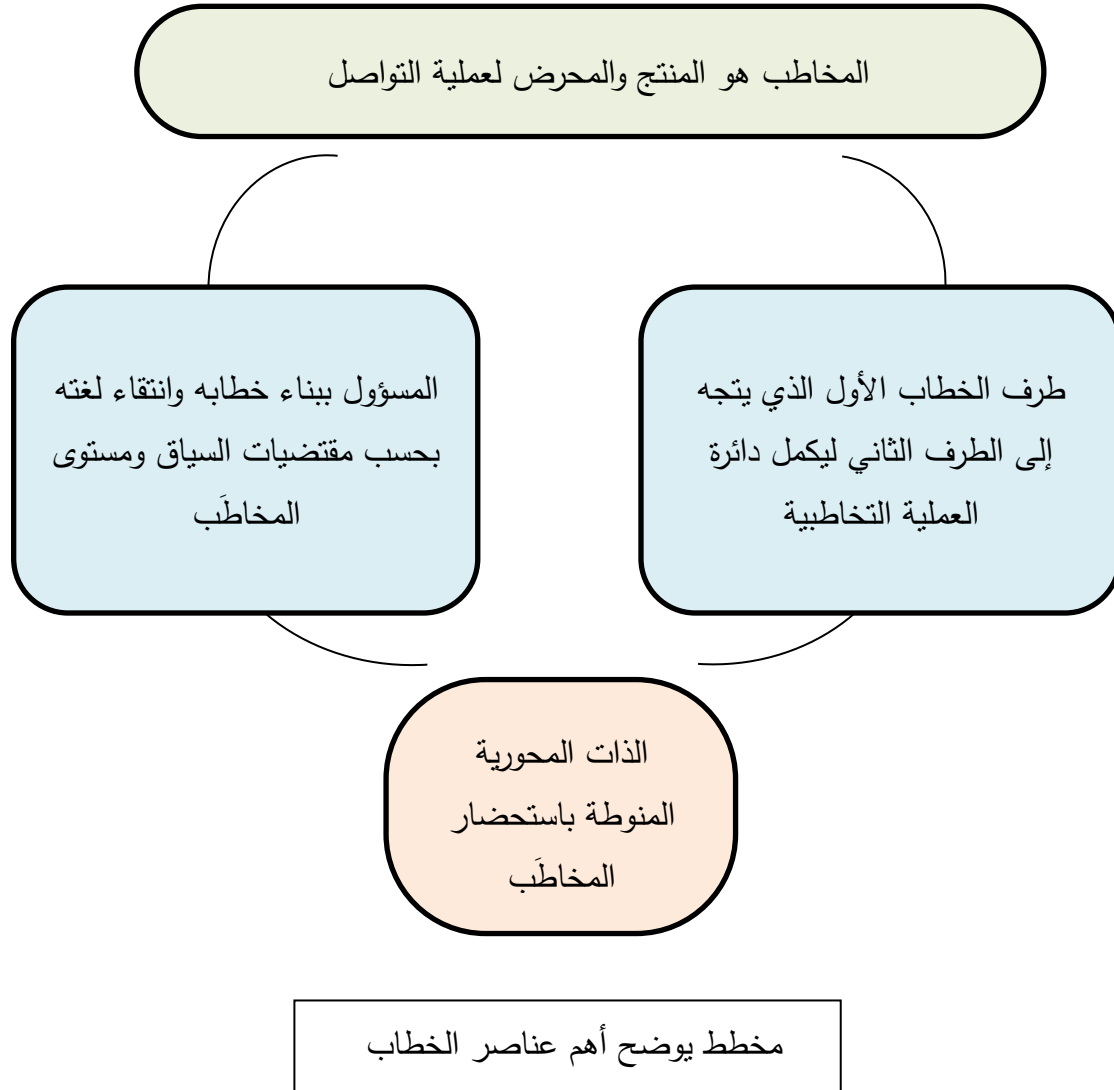 المخاطب هو المنتج والمحرض لعملية التواصل
طرف الخطاب الأول الذي يتجه
إلى الطرف الثاني ليكمل دائرة
العملية التخاطبية
المسؤول ببناء خطابه وانتقاء لغته
بحسب مقتضيات السياق ومستوى
المخاطَب
الذات المحورية
المنوطة باستحضار
المخاطَب
مخطط يوضح أهم عناصر الخطاب